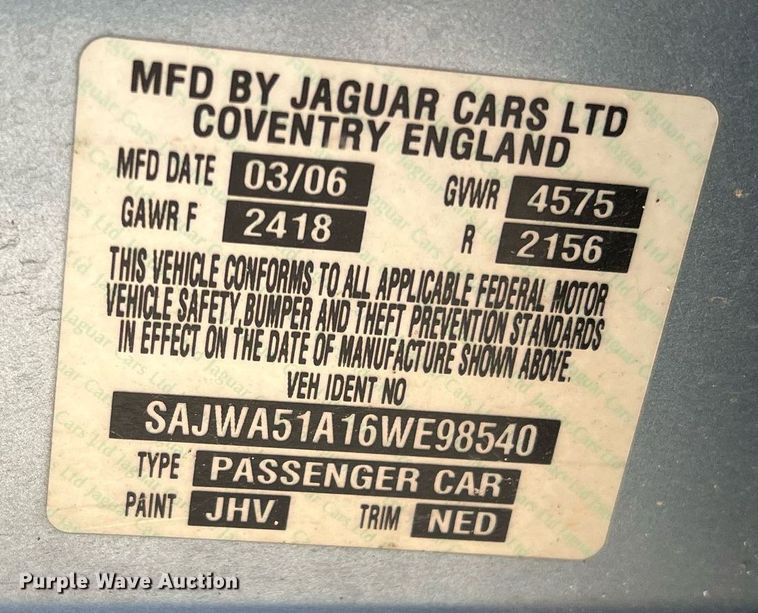 MFD BY JAGUAR CARS LTD
COVENTRY ENGLAND
MFD DATE 03/06 GVWR 4575
GAWR F 2418 R 2156
THIS VEHICLE CONFORMS TO ALL APPLICABLE FEDERAL MOTOR
VEHICLE SAFETY, BUMPER AND THEFT PREVENTION STANDARDS
IN EFFECT ON THE DATE OF MANUFACTURE SHOWN ABOVE.
VEH IDENT NO
SAJWA51A16WE98540
TYPE PASSENGER CAR
PAINT JHV. TRIM NED
Purple Wave Auction